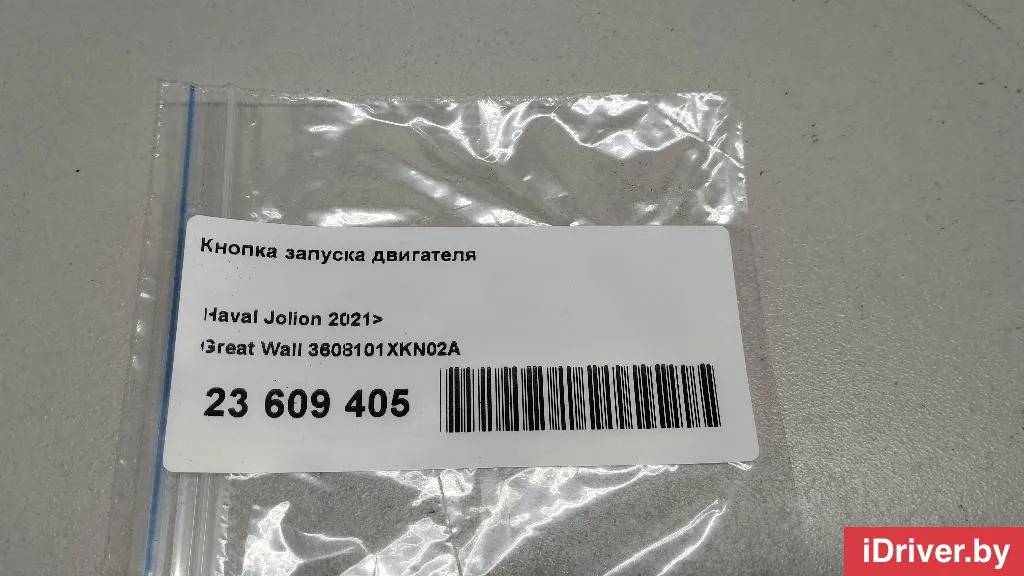 Кнопка запуска двигателя
Haval Jolion 2021>
Great Wall 3608101XKN02A
23 609 405
iDriver.by